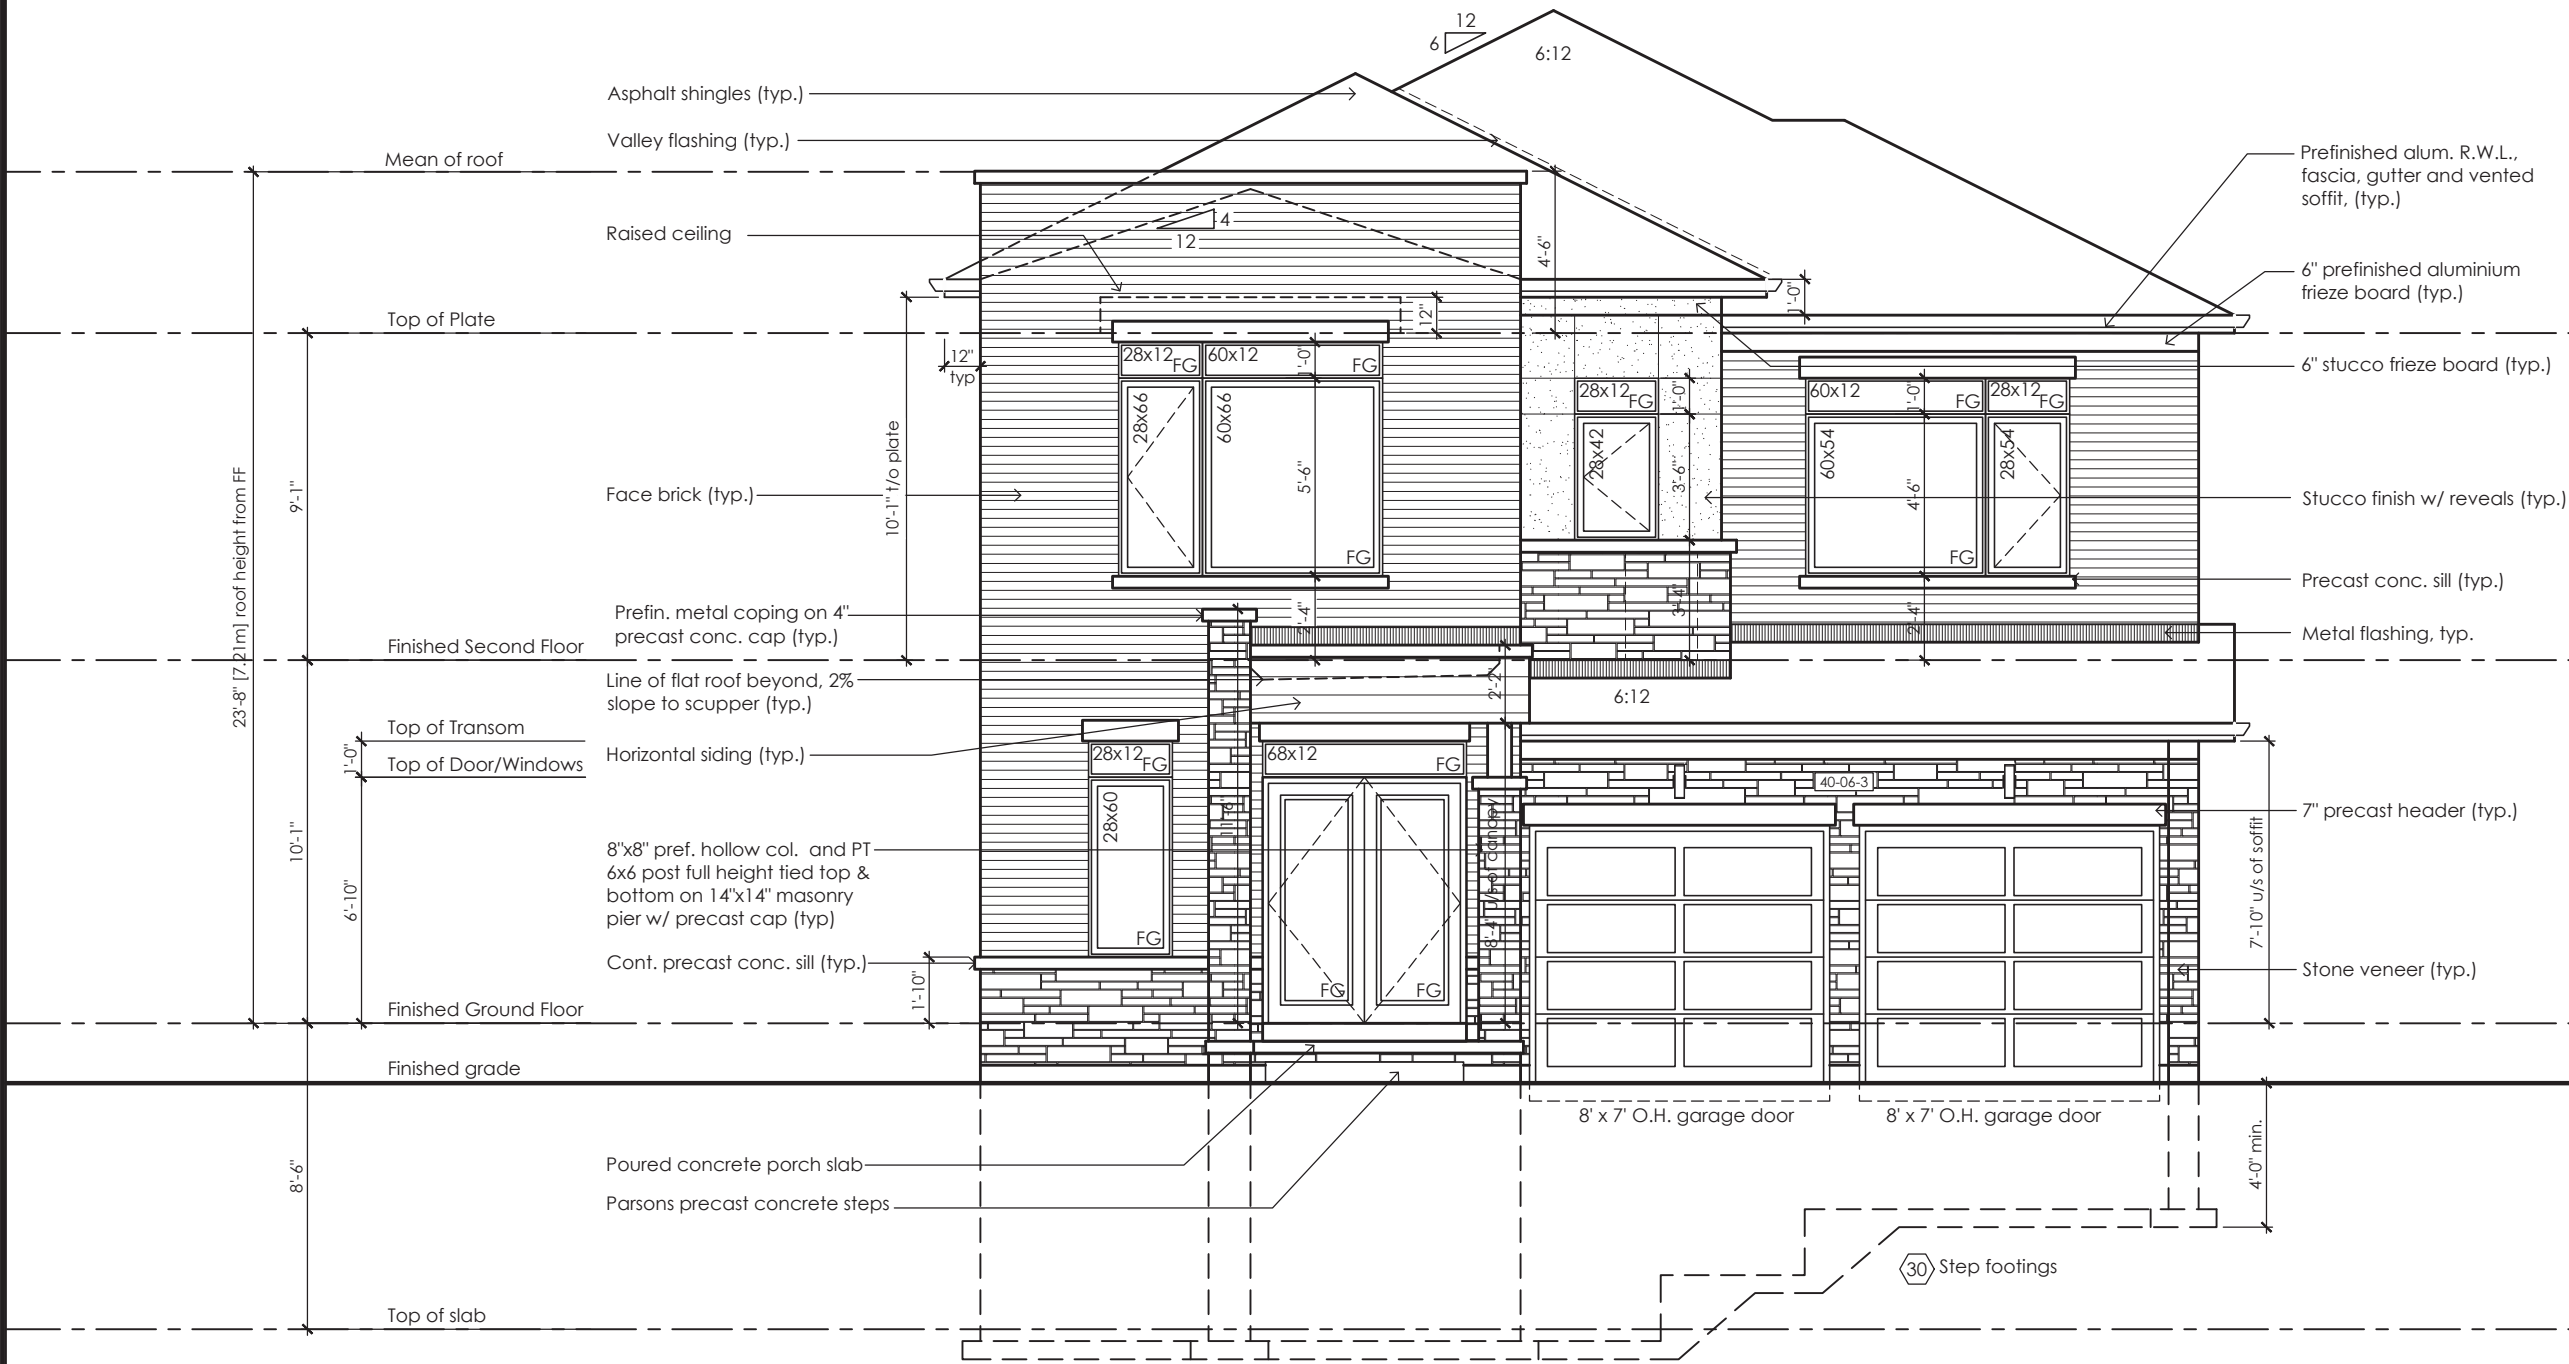 12
6
6:12
Asphalt shingles (typ.)
Valley flashing (typ.)
Mean of roof
Prefinished alum. R.W.L.,
fascia, gutter and vented
soffit, (typ.)
4
12
Raised ceiling
4'-6"
6" prefinished aluminium
frieze board (typ.)
1'-0"
12"
Top of Plate
12"
typ
28x12 FG
60x12 FG
1'-0"
6" stucco frieze board (typ.)
28x12 FG
1'-0"
60x12 FG
1'-0"
28x12 FG
28x66
60x66
5'-6"
FG
28x42
3'-6"
60x54
4'-6"
28x54
FG
10'-1" t/o plate
9'-1"
23'-8" [7.21m] roof height from FF
Face brick (typ.)
Stucco finish w/ reveals (typ.)
Precast conc. sill (typ.)
Prefin. metal coping on 4"
precast conc. cap (typ.)
2'-4"
3'-4"
2'-4"
Metal flashing, typ.
Finished Second Floor
Line of flat roof beyond, 2%
slope to scupper (typ.)
2'-2"
6:12
Top of Transom
1'-0"
Top of Door/Windows
Horizontal siding (typ.)
28x12 FG
68x12 FG
40-06-3
7" precast header (typ.)
28x60
FG
11'-6"
8'-4" u/s of canopy
10'-1"
6'-10"
7'-10" u/s of soffit
8"x8" pref. hollow col. and PT
6x6 post full height tied top &
bottom on 14"x14" masonry
pier w/ precast cap (typ)
Cont. precast conc. sill (typ.)
1'-10"
FG
FG
Stone veneer (typ.)
Finished Ground Floor
Finished grade
8' x 7' O.H. garage door
8' x 7' O.H. garage door
4'-0" min.
8'-6"
Poured concrete porch slab
Parsons precast concrete steps
30 Step footings
Top of slab